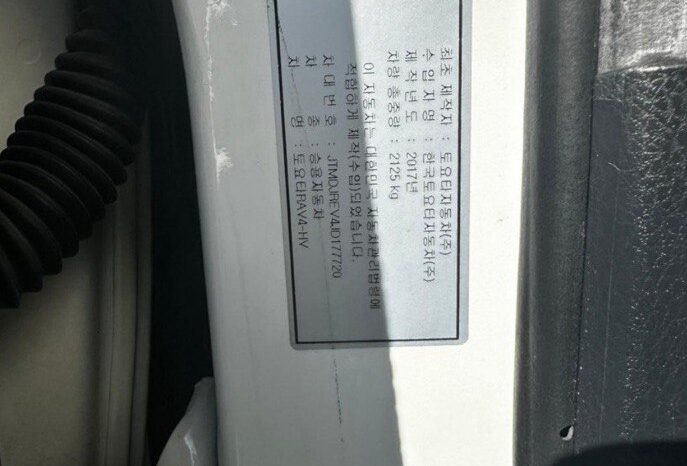 최초 제작자 : 토요타자동차(주)
수입자명 : 한국토요타자동차(주)
제작년도 : 2017년
차량 총중량 : 2125 kg
이 자동차는 대한민국 자동차관리법령에
적합하게 제작(수입)되었습니다.
차대번호 : JTMDJREV4JD177720
차 종 : 승용자동차
차 명 : 토요타RAV4-HV